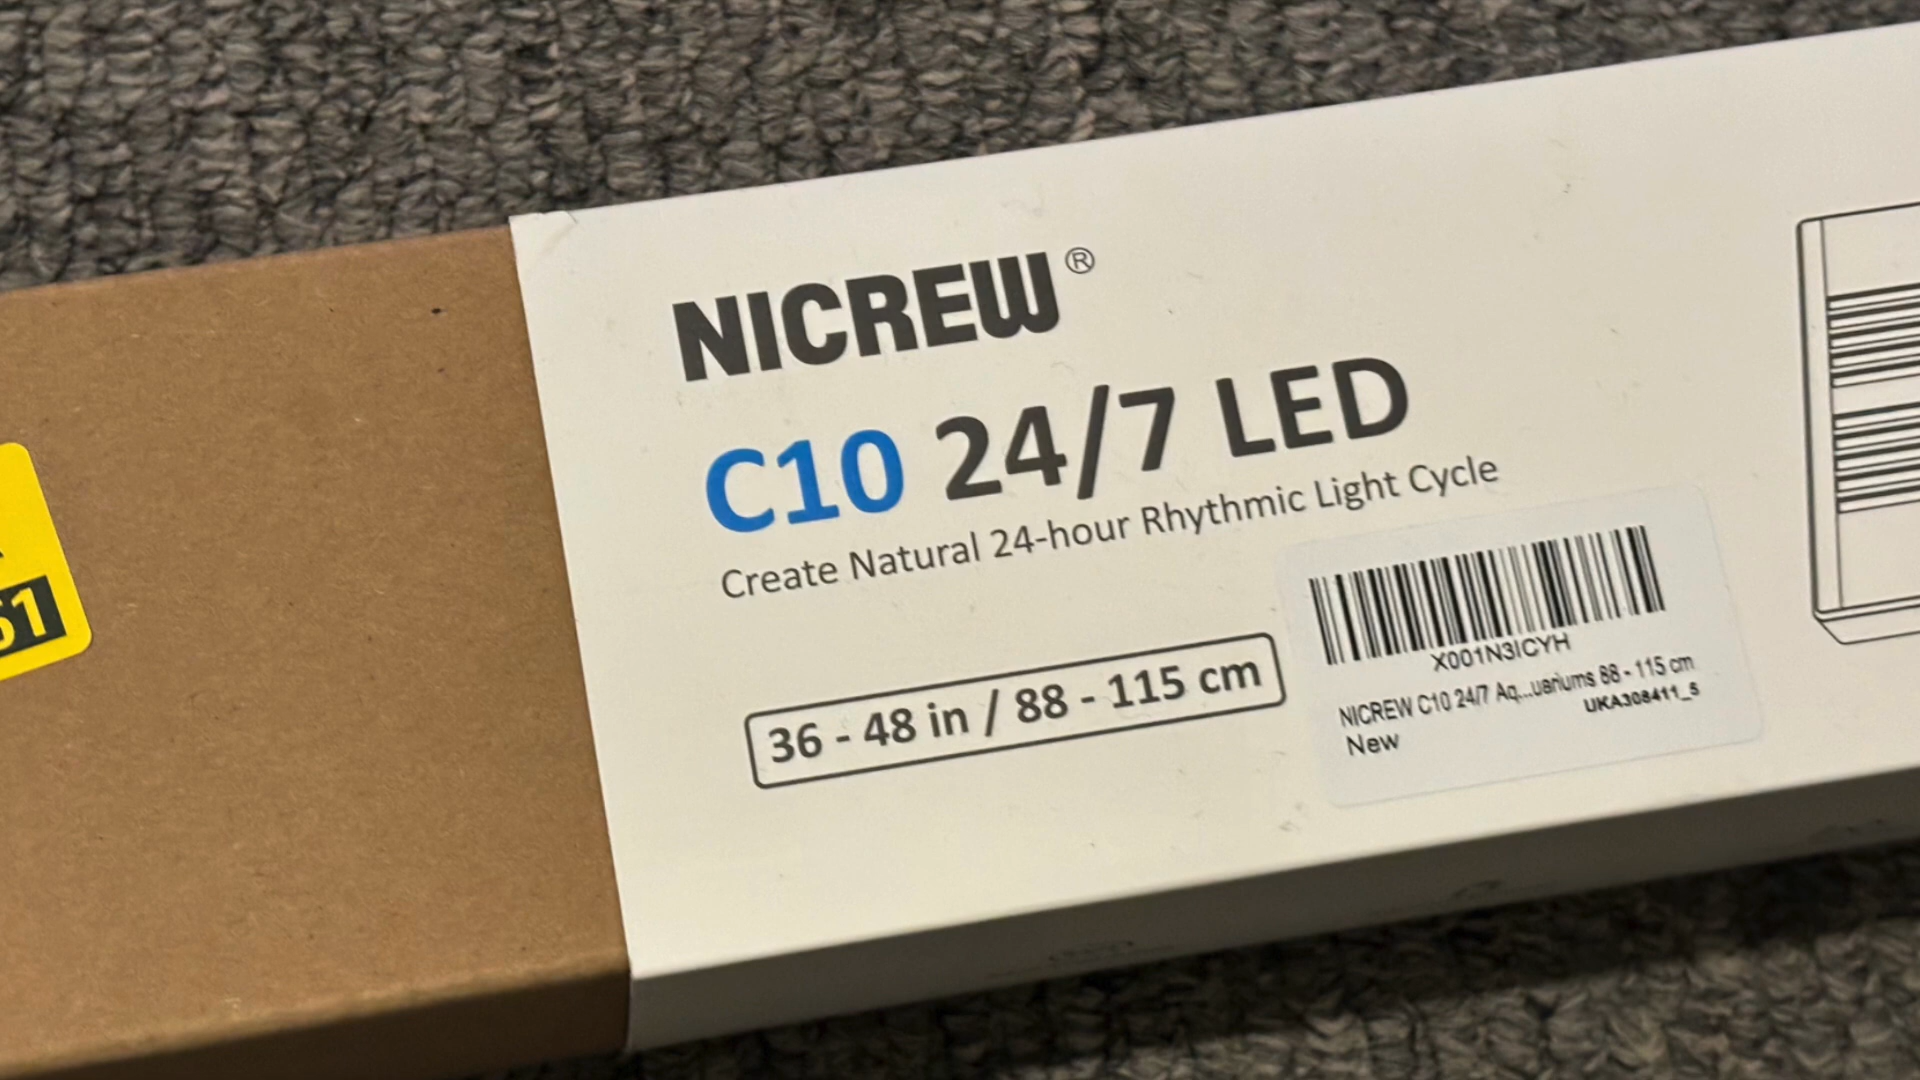 NICREW®
C10 24/7 LED
Create Natural 24-hour Rhythmic Light Cycle
36 - 48 in / 88 - 115 cm
X001N3ICYH
NICREW C10 24/7 Aq...uariums 88 - 115 cm
UKA308411_5
New
51